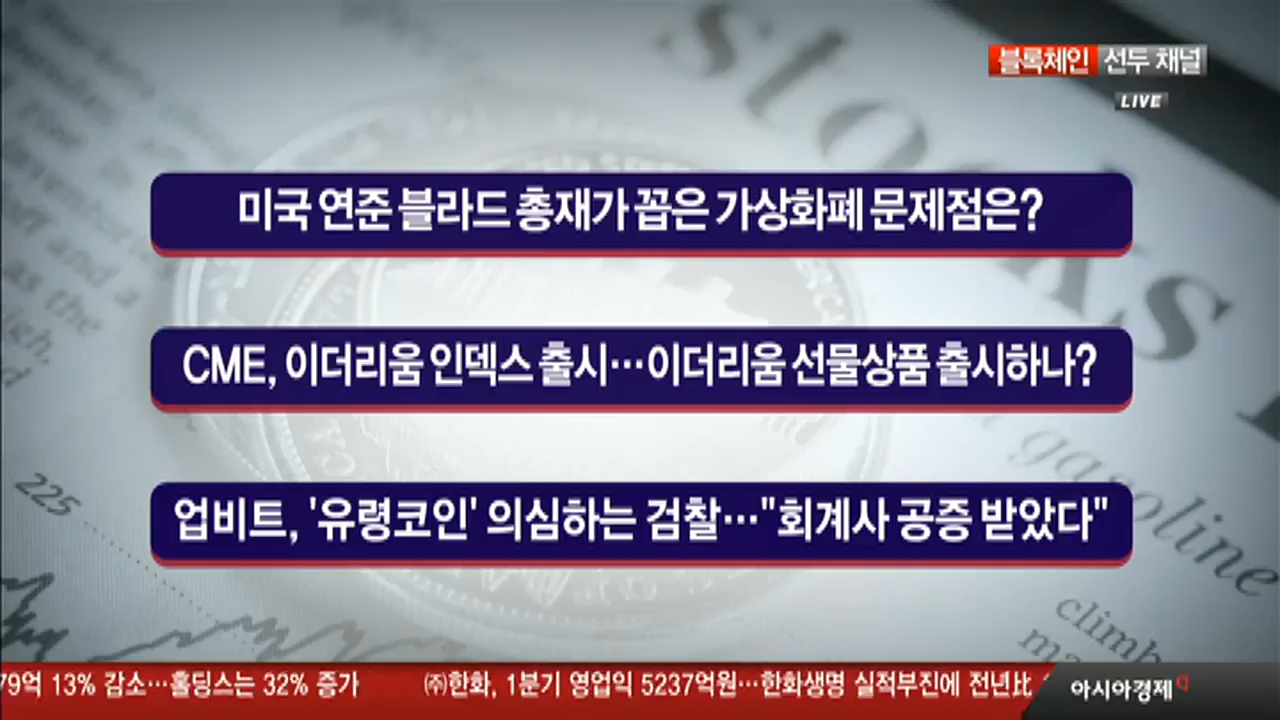 stocks
블록체인 선두 채널
LIVE
미국 연준 블라드 총재가 꼽은 가상화폐 문제점은?
CME, 이더리움 인덱스 출시…이더리움 선물상품 출시하나?
업비트, '유령코인' 의심하는 검찰…"회계사 공증 받았다"
gasoline
225
climb
79억 13% 감소…홀딩스는 32% 증가 ㈜한화, 1분기 영업익 5237억원…한화생명 실적부진에 전년比
아시아경제